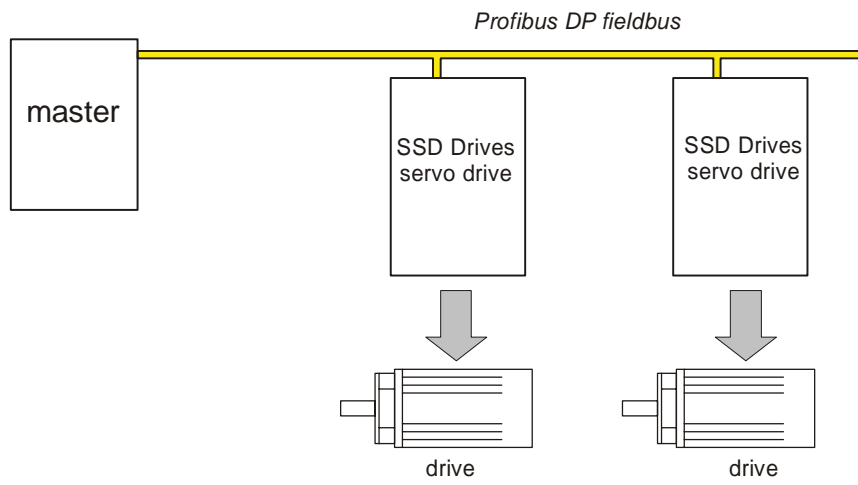 Profibus DP fieldbus
master
SSD Drives
servo drive
SSD Drives
servo drive
drive
drive